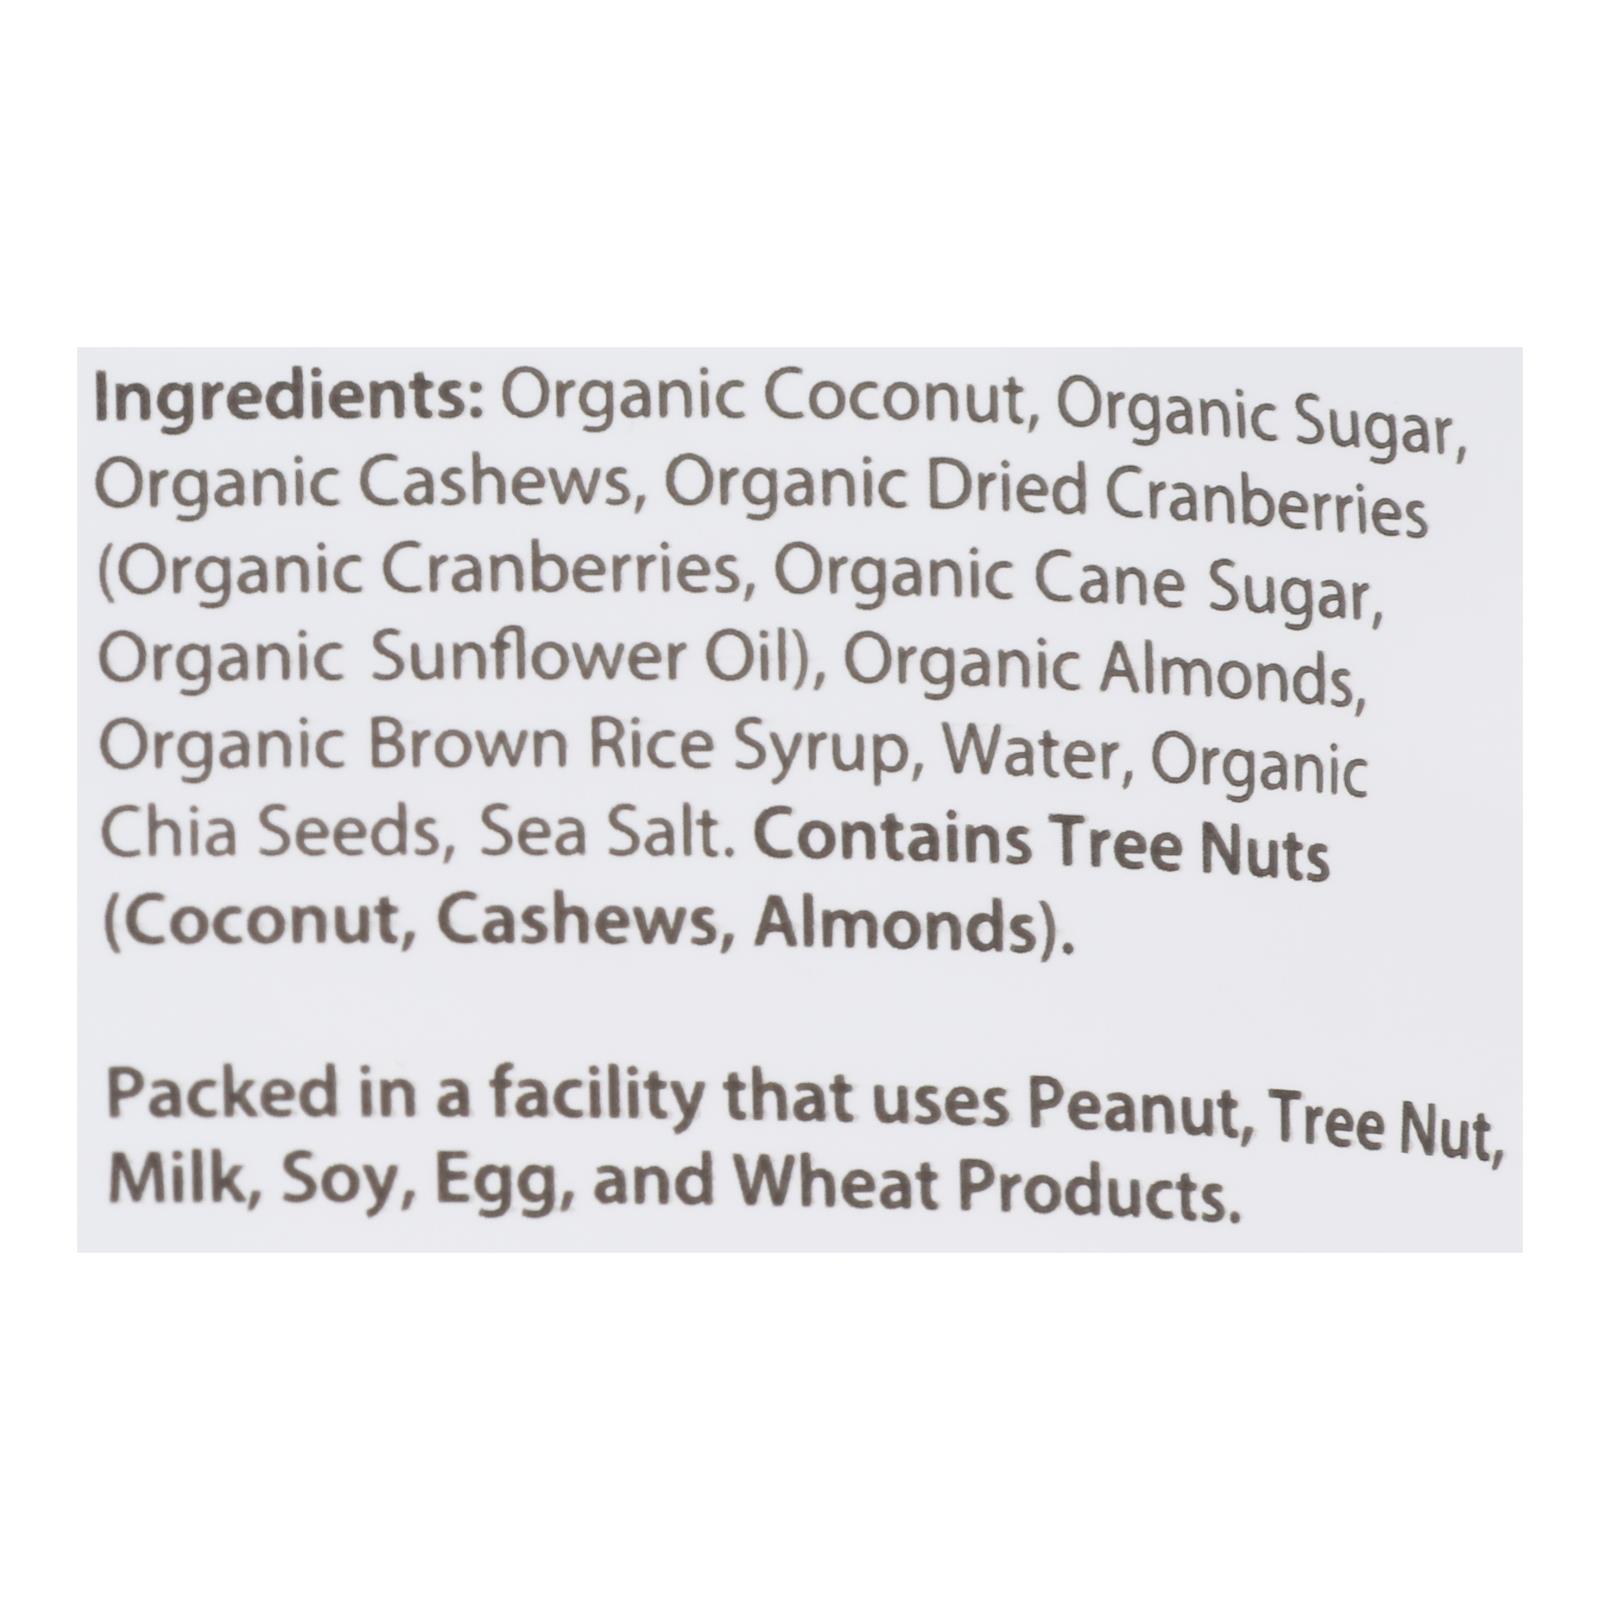 Ingredients: Organic Coconut, Organic Sugar,
Organic Cashews, Organic Dried Cranberries
(Organic Cranberries, Organic Cane Sugar,
Organic Sunflower Oil), Organic Almonds,
Organic Brown Rice Syrup, Water, Organic
Chia Seeds, Sea Salt. Contains Tree Nuts
(Coconut, Cashews, Almonds).
Packed in a facility that uses Peanut, Tree Nut,
Milk, Soy, Egg, and Wheat Products.